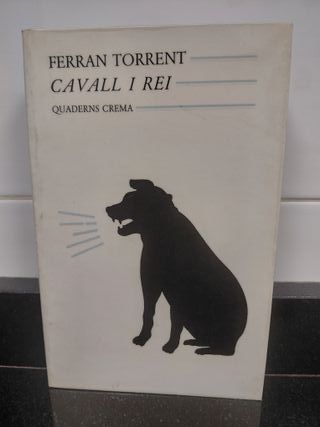 FERRAN TORRENT
CAVALL I REI
QUADERNS CREMA